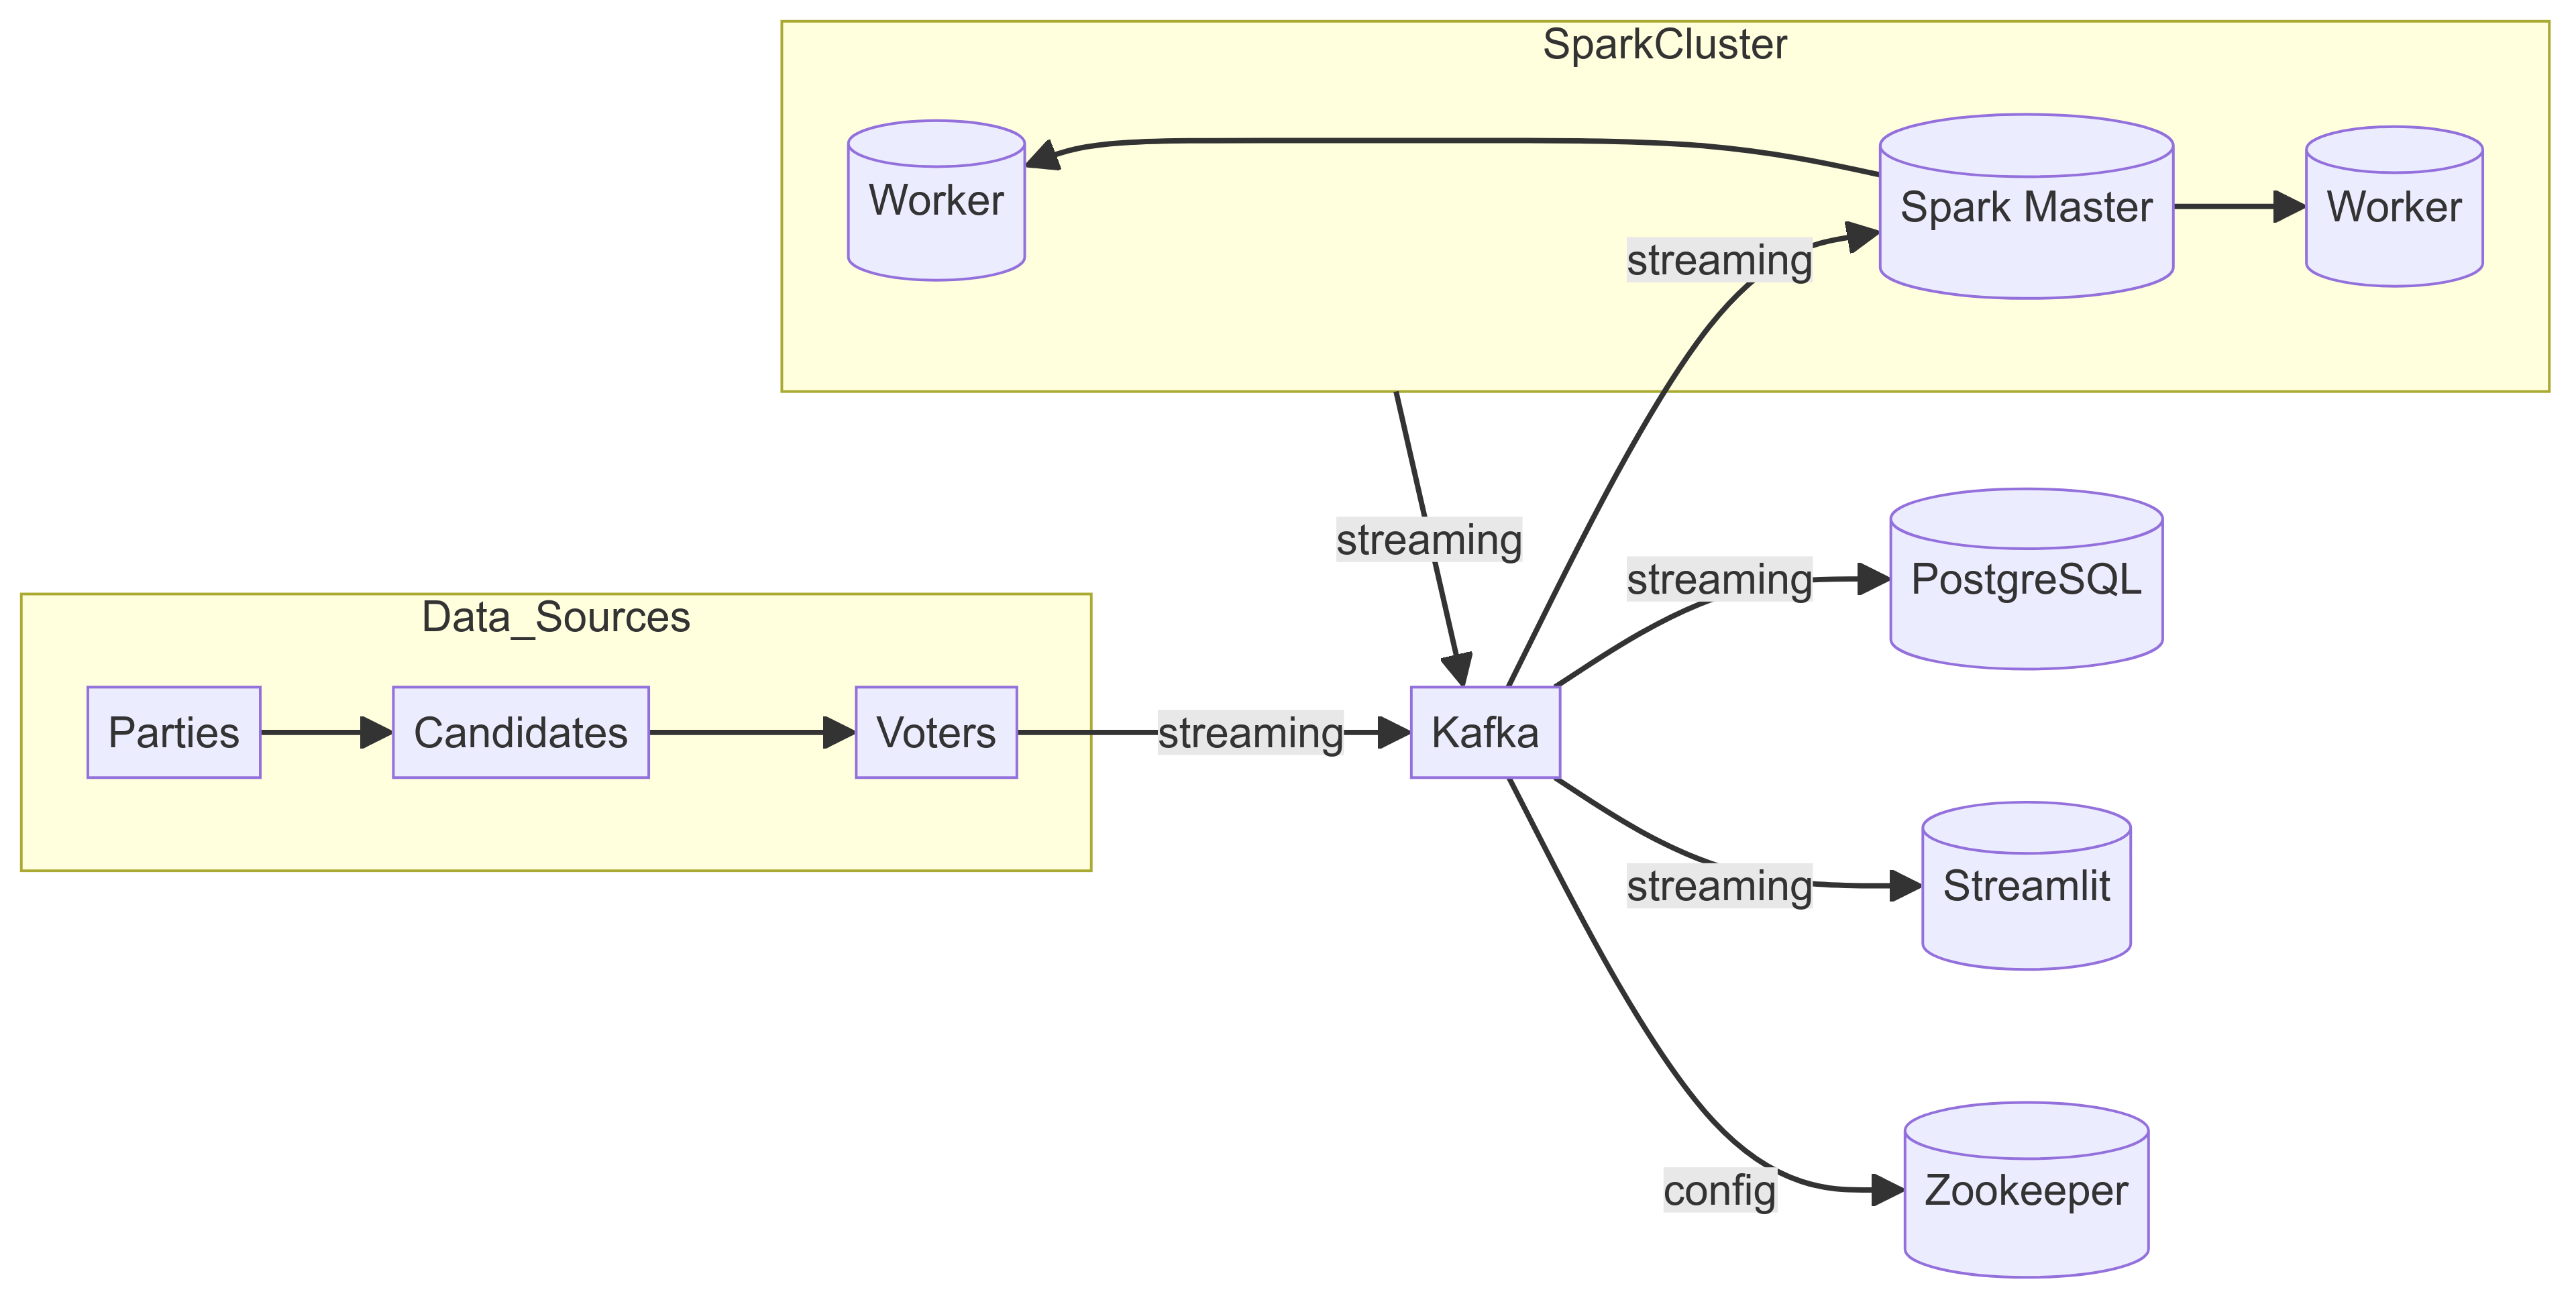 SparkCluster
Worker
Spark Master
Worker
streaming
streaming
streaming
PostgreSQL
Data_Sources
Parties
Candidates
Voters
streaming
Kafka
streaming
Streamlit
config
Zookeeper